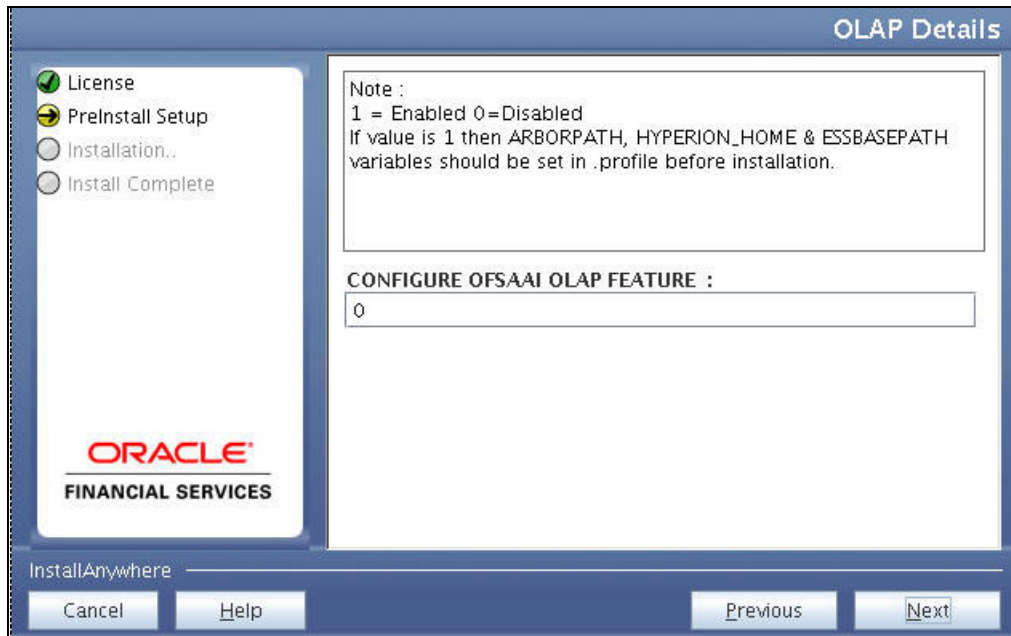 OLAP Details
License
PreInstall Setup
Installation..
Install Complete
Note :
1 = Enabled 0=Disabled
If value is 1 then ARBORPATH, HYPERION_HOME & ESSBASEPATH
variables should be set in .profile before installation.
CONFIGURE OFSAAI OLAP FEATURE :
0
ORACLE
FINANCIAL SERVICES
InstallAnywhere
Cancel
Help
Previous
Next